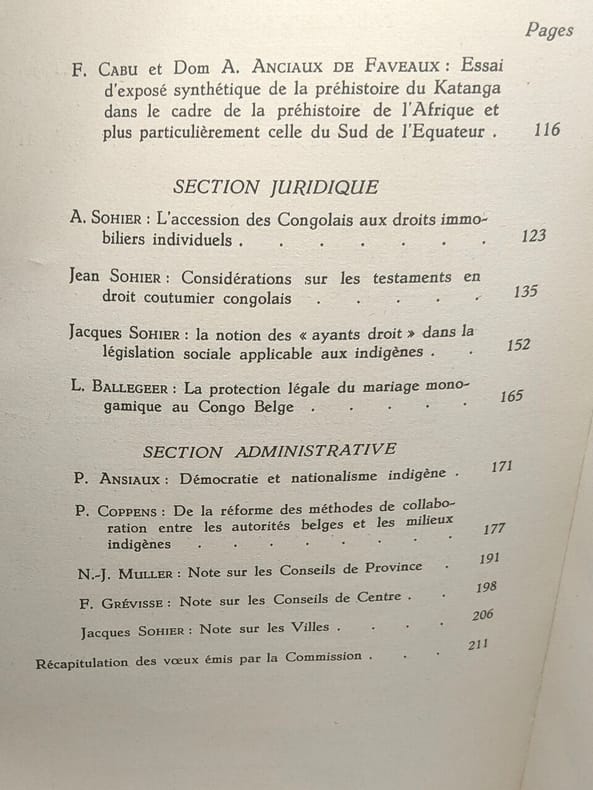 Pages
F. CABU et Dom A. ANCIAUX DE FAVEAUX : Essai
d'exposé synthétique de la préhistoire du Katanga
dans le cadre de la préhistoire de l'Afrique et
plus particulièrement celle du Sud de l'Equateur . 116
SECTION JURIDIQUE
A. SOHIER : L'accession des Congolais aux droits immo-
biliers individuels . . . . . . . 123
Jean SOHIER : Considérations sur les testaments en
droit coutumier congolais . . . . . 135
Jacques SOHIER : la notion des « ayants droit » dans la
législation sociale applicable aux indigènes . . 152
L. BALLEGEER : La protection légale du mariage mono-
gamique au Congo Belge . . . . . 165
SECTION ADMINISTRATIVE
P. ANSIAUX : Démocratie et nationalisme indigène . 171
P. COPPENS : De la réforme des méthodes de collabo-
ration entre les autorités belges et les milieux
indigènes . . . . . . . . 177
N.-J. MULLER : Note sur les Conseils de Province . 191
F. GRÉVISSE : Note sur les Conseils de Centre . . 198
Jacques SOHIER : Note sur les Villes . . . . 206
Récapitulation des vœux émis par la Commission . . . 211